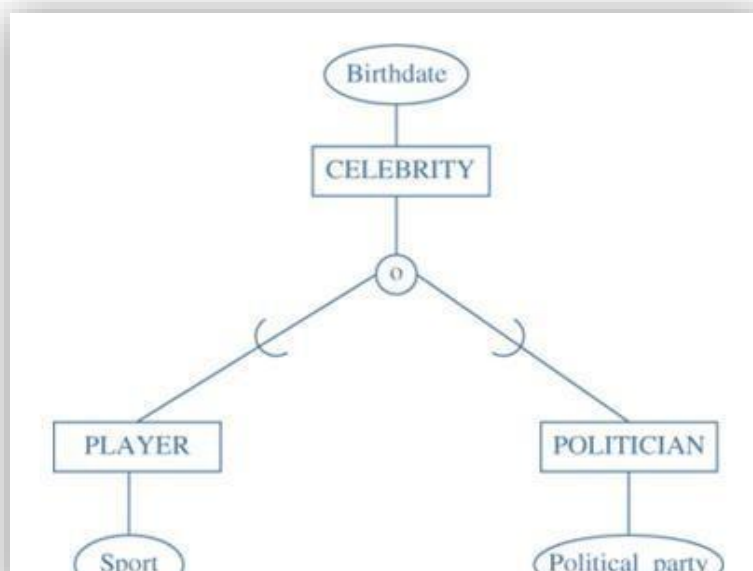 Birthdate
CELEBRITY
o
PLAYER
POLITICIAN
Sport
Political party